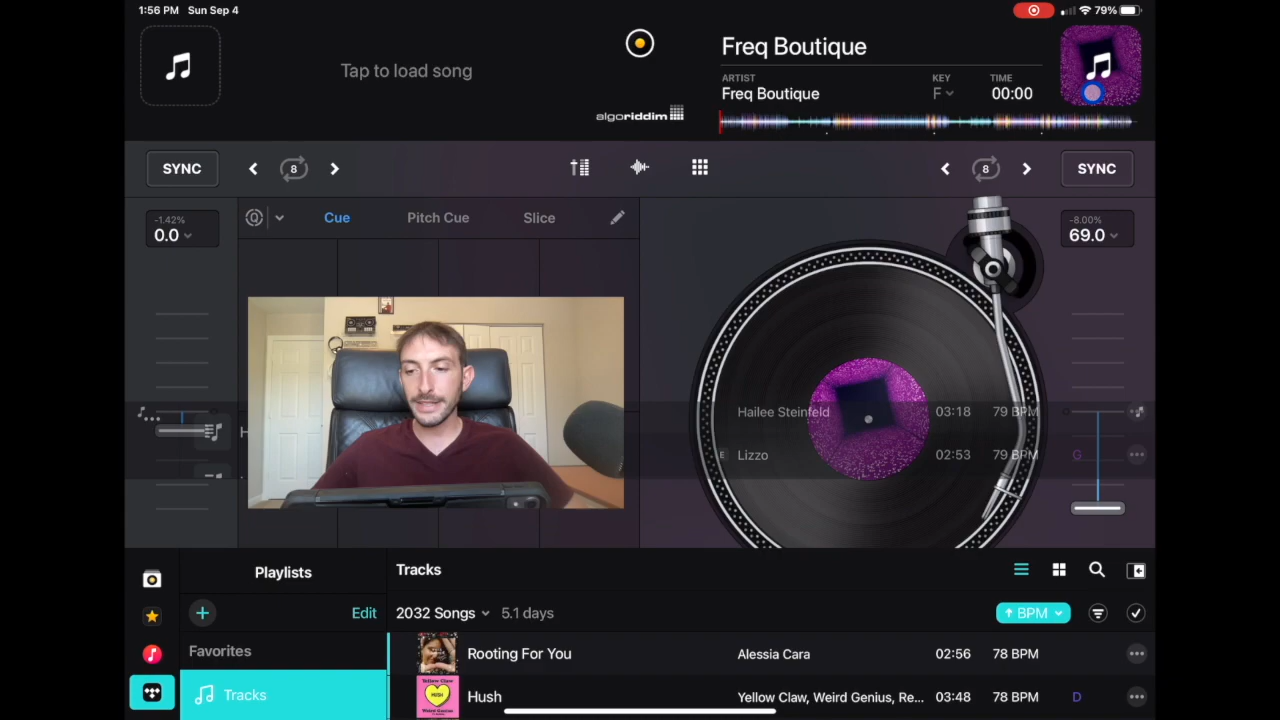 1:56 PM Sun Sep 4
79%
Tap to load song
algoriddim
Freq Boutique
ARTIST
Freq Boutique
KEY
F
TIME
00:00
SYNC
8
8
SYNC
-1.42%
0.0
Cue
Pitch Cue
Slice
-8.00%
69.0
Hailee Steinfeld 03:18 79 BPM
E Lizzo 02:53 79 BPM G
Playlists
Edit
Favorites
Tracks
Tracks
2032 Songs 5.1 days
BPM
Rooting For You Alessia Cara 02:56 78 BPM
Hush Yellow Claw, Weird Genius, Re... 03:48 78 BPM D